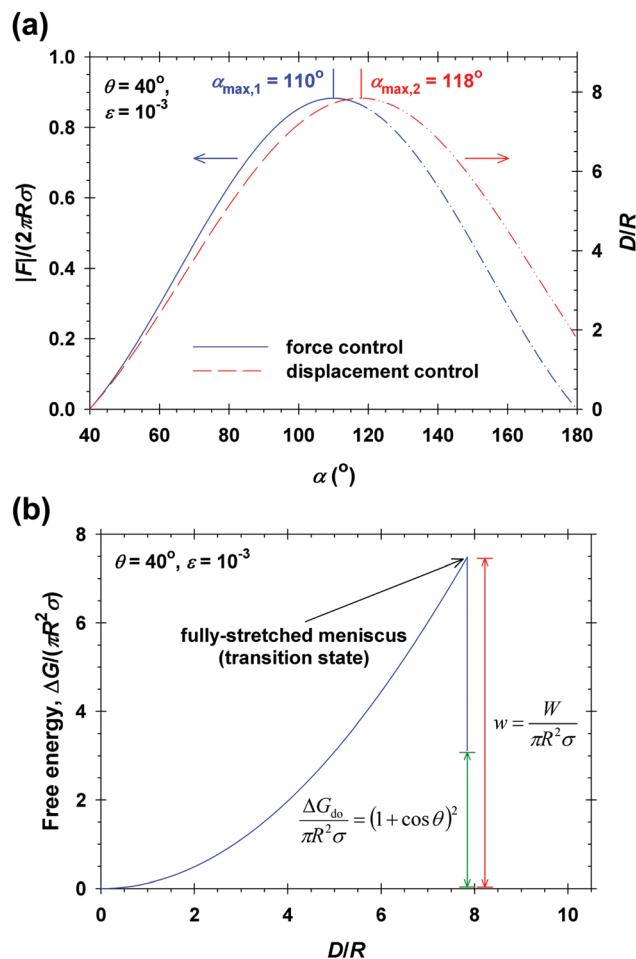 (a)
θ = 40°,
ε = 10⁻³
α_max,1 = 110°
α_max,2 = 118°
|F|/(2πRσ)
1.0
0.8
0.6
0.4
0.2
0.0
D/R
8
6
4
2
0
force control
displacement control
40 60 80 100 120 140 160 180
α (°)
(b)
θ = 40°, ε = 10⁻³
fully-stretched meniscus
(transition state)
Free energy, ΔG/(πR²σ)
8
6
4
2
0
w = W/(πR²σ)
ΔG_do/(πR²σ) = (1 + cos θ)²
0 2 4 6 8 10
D/R